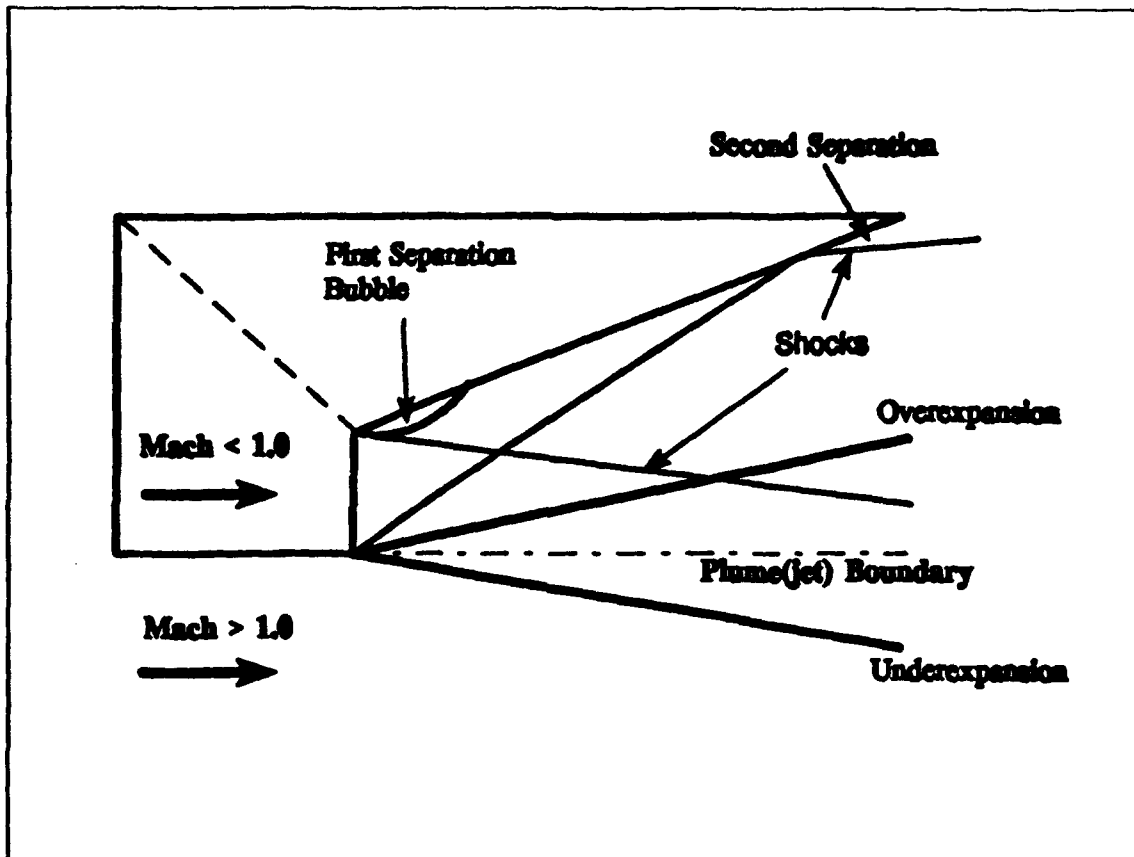 Second Separation
First Separation
Bubble
Shocks
Overexpansion
Mach < 1.0
Plume(jet) Boundary
Mach > 1.0
Underexpansion